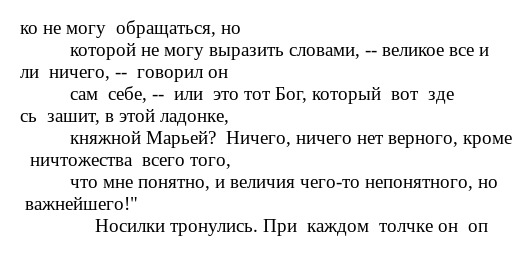 ко не могу обращаться, но
которой не могу выразить словами, -- великое все и
ли ничего, -- говорил он
сам себе, -- или это тот Бог, который вот зде
сь зашит, в этой ладонке,
княжной Марьей? Ничего, ничего нет верного, кроме
ничтожества всего того,
что мне понятно, и величия чего-то непонятного, но
важнейшего!"
Носилки тронулись. При каждом толчке он оп